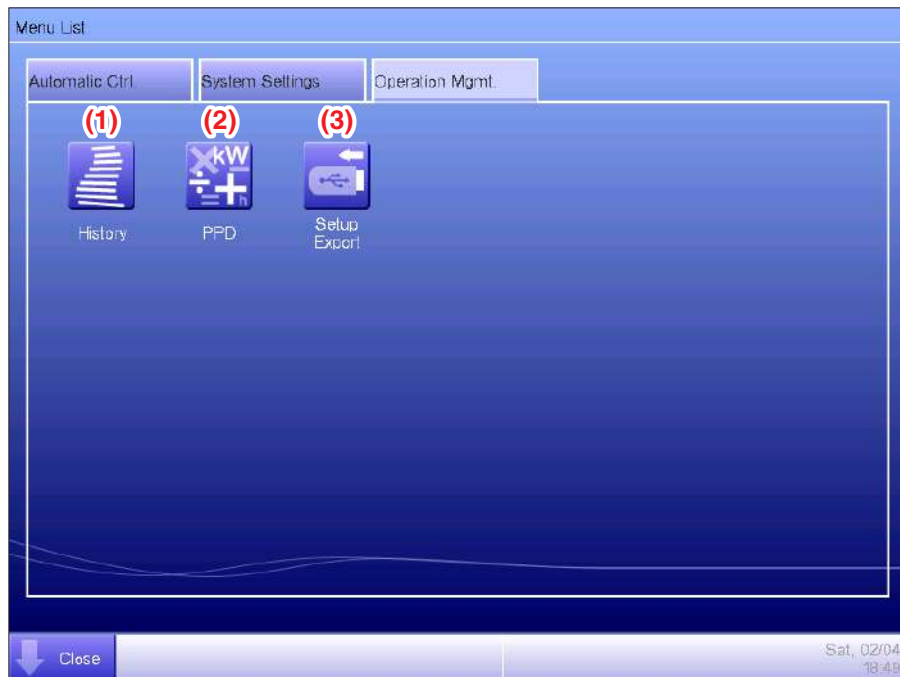 Menu List
Automatic Ctrl.
System Settings
Operation Mgmt.
(1)
(2)
(3)
kW
h
History
PPD
Setup
Export
Close
Sat, 02/04
18:49